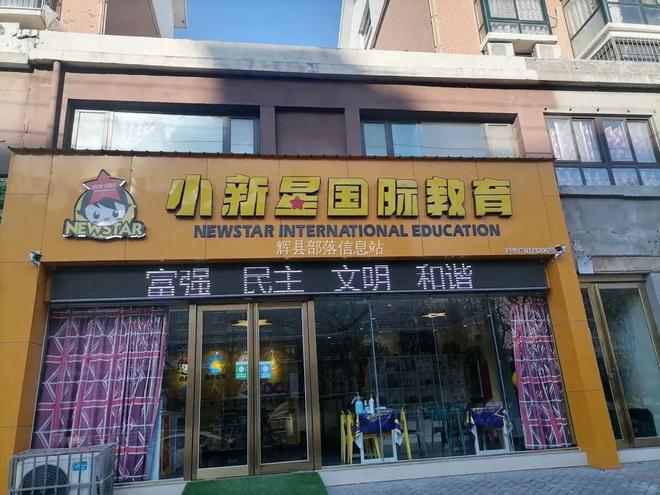 小新星国际教育
NEW STAR
NEWSTAR
NEWSTAR INTERNATIONAL EDUCATION
辉县部落信息站
富强 民主 文明 和谐